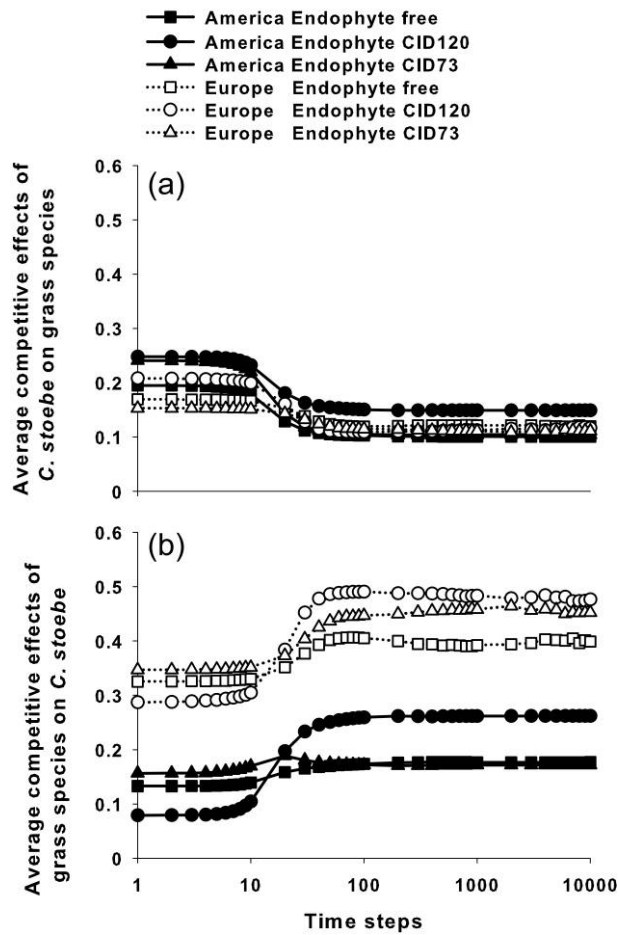 America Endophyte free
America Endophyte CID120
America Endophyte CID73
Europe Endophyte free
Europe Endophyte CID120
Europe Endophyte CID73
(a)
Average competitive effects of
C. stoebe on grass species
0.6
0.5
0.4
0.3
0.2
0.1
0
(b)
Average competitive effects of
grass species on C. stoebe
0.6
0.5
0.4
0.3
0.2
0.1
0
1 10 100 1000 10000
Time steps